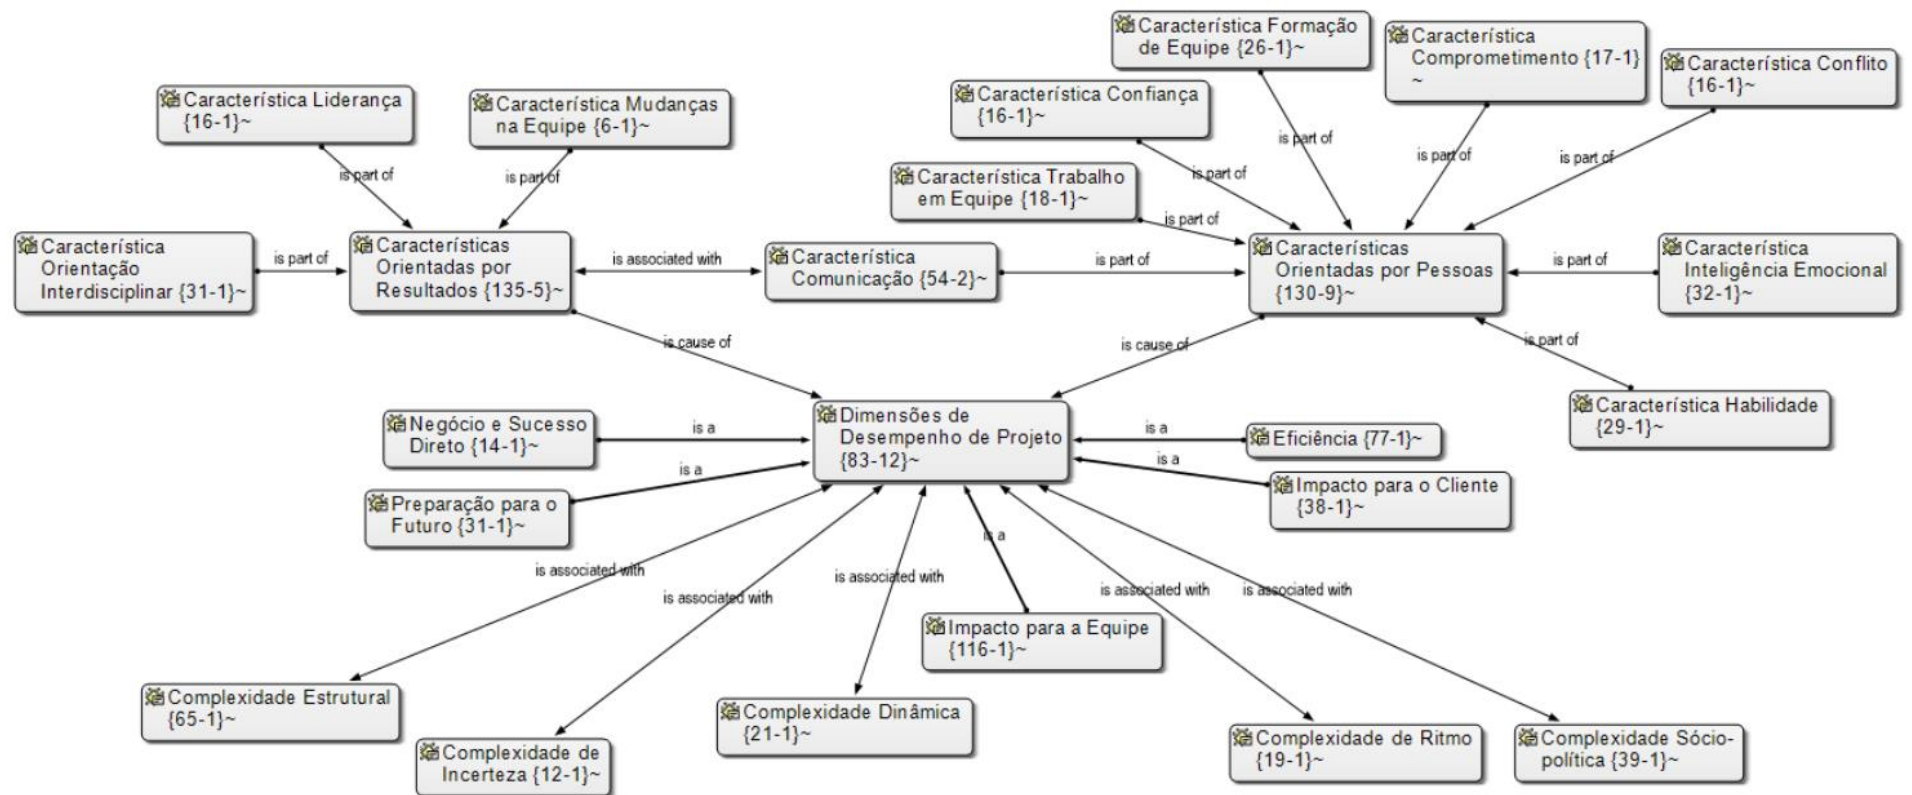 Característica Formação
de Equipe {26-1}~
Característica
Comprometimento {17-1}
~
Característica Conflito
{16-1}~
Característica Liderança
{16-1}~
Característica Mudanças
na Equipe {6-1}~
Característica Confiança
{16-1}~
is part of
is part of
is part of
is part of
is part of
is part of
Característica Trabalho
em Equipe {18-1}~
is part of
Característica
Orientação
Interdisciplinar {31-1}~
is part of
Características
Orientadas por
Resultados {135-5}~
is associated with
Característica
Comunicação {54-2}~
is part of
Características
Orientadas por Pessoas
{130-9}~
is part of
Característica
Inteligência Emocional
{32-1}~
is cause of
is cause of
is part of
Característica Habilidade
{29-1}~
Negócio e Sucesso
Direto {14-1}~
is a
Dimensões de
Desempenho de Projeto
{83-12}~
is a
Eficiência {77-1}~
Preparação para o
Futuro {31-1}~
is a
is a
Impacto para o Cliente
{38-1}~
is associated with
is associated with
is associated with
is a
is associated with
is associated with
Impacto para a Equipe
{116-1}~
Complexidade Estrutural
{65-1}~
Complexidade de
Incerteza {12-1}~
Complexidade Dinâmica
{21-1}~
Complexidade de Ritmo
{19-1}~
Complexidade Sócio-
política {39-1}~